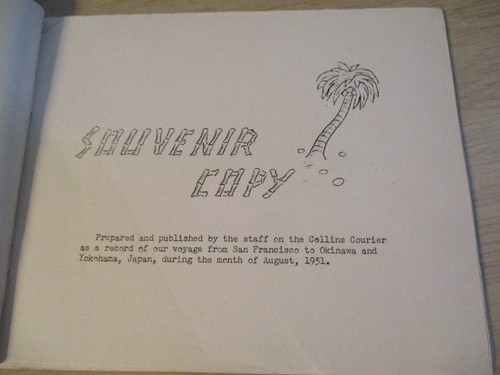 SOUVENIR
COPY
Prepared and published by the staff on the Collins Courier
as a record of our voyage from San Francisco to Okinawa and
Yokohama, Japan, during the month of August, 1951.